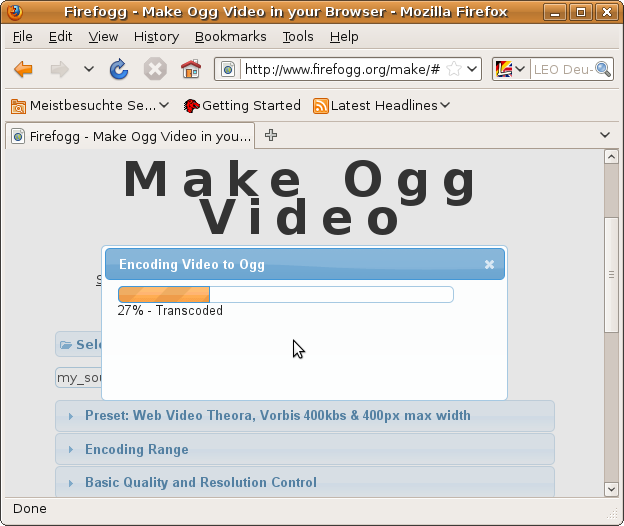 Firefogg - Make Ogg Video in your Browser - Mozilla Firefox
File Edit View History Bookmarks Tools Help
http://www.firefogg.org/make/# LEO Deu-
Meistbesuchte Se... Getting Started Latest Headlines
Firefogg - Make Ogg Video in you...
Make Ogg
Video
Encoding Video to Ogg
27% - Transcoded
Sele
my_sou
Preset: Web Video Theora, Vorbis 400kbs & 400px max width
Encoding Range
Basic Quality and Resolution Control
Done